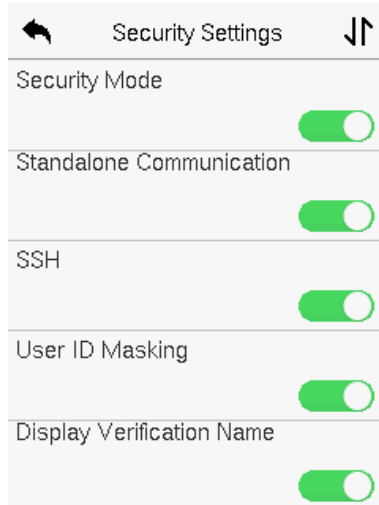 Security Settings
Security Mode
Standalone Communication
SSH
User ID Masking
Display Verification Name